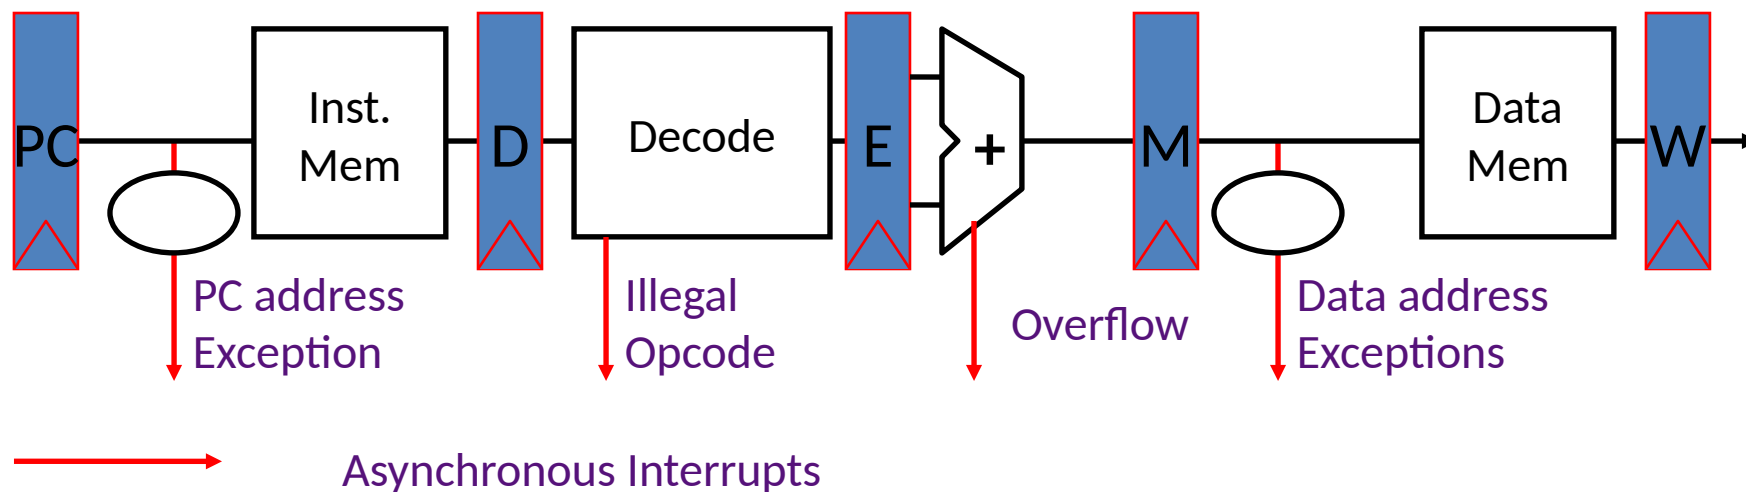 PC
Inst.
Mem
D
Decode
E
+
M
Data
Mem
W
PC address
Exception
Illegal
Opcode
Overflow
Data address
Exceptions
Asynchronous Interrupts